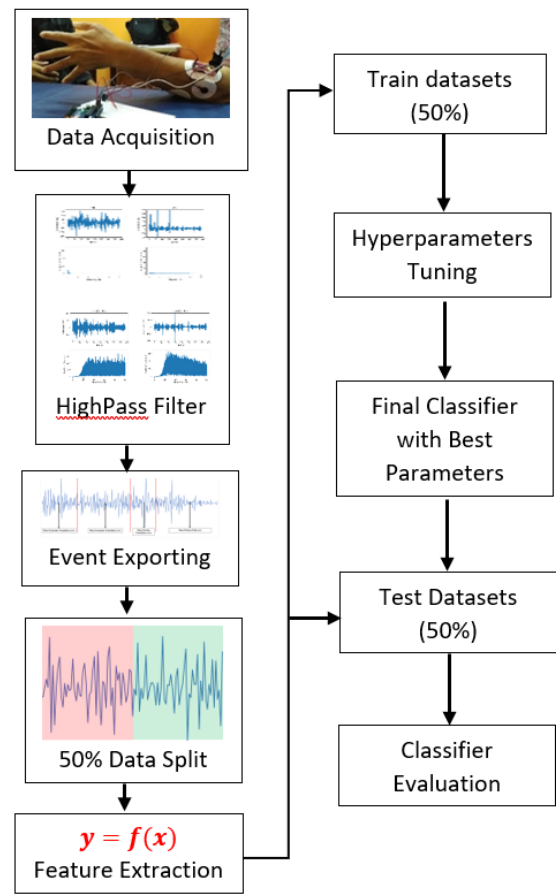 Data Acquisition
HighPass Filter
Event Exporting
50% Data Split
y = f(x)
Feature Extraction
Train datasets
(50%)
Hyperparameters
Tuning
Final Classifier
with Best
Parameters
Test Datasets
(50%)
Classifier
Evaluation